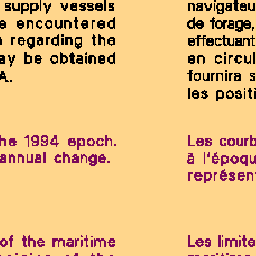 supply vessels
encountered
regarding the
be obtained
the 1994 epoch.
annual change.
of the maritime
navigateu
de forage,
effectuant
en circul
fournira s
les positi
Les courb
à l'époqu
représen
Les limite